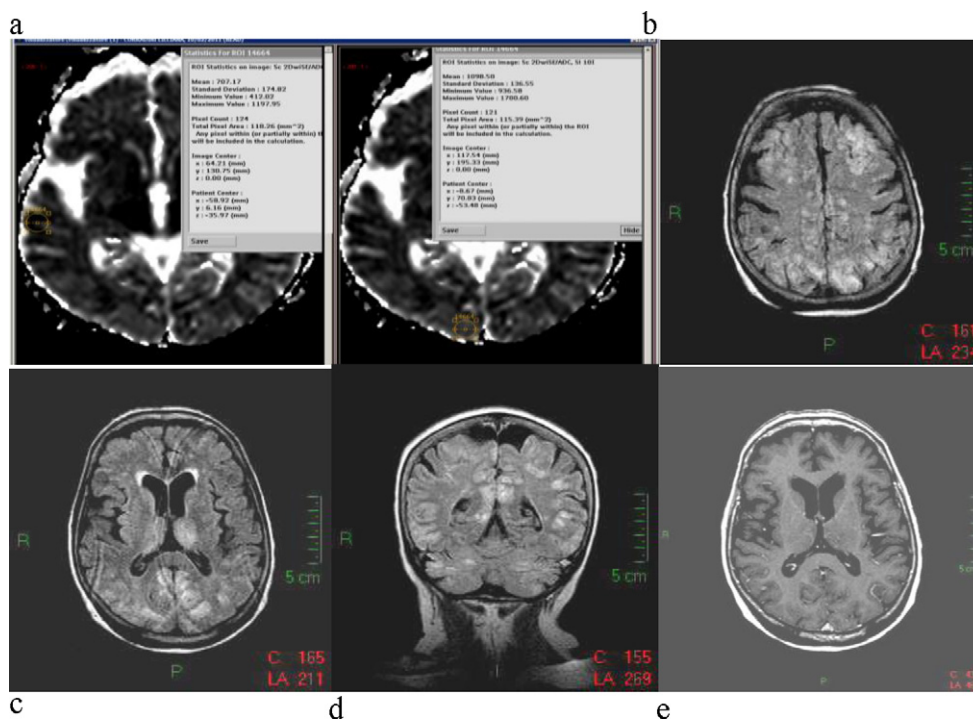 a
b
Statistics For ROI 14664
ROI Statistics on image: Sc 2DwiSE/ADC
Mean : 707.17
Standard Deviation : 174.82
Minimum Value : 412.02
Maximum Value : 1197.95
Pixel Count : 124
Total Pixel Area : 118.26 (mm^2)
Any pixel within (or partially within) t
will be included in the calculation.
Image Center :
x : 64.21 (mm)
y : 130.75 (mm)
z : 0.00 (mm)
Patient Center :
x : -58.92 (mm)
y : 6.16 (mm)
z : -35.97 (mm)
Save
Statistics For ROI 14664
ROI Statistics on image: Sc 2DwiSE/ADC, SI 101
Mean : 1098.50
Standard Deviation : 136.55
Minimum Value : 936.58
Maximum Value : 1780.60
Pixel Count : 121
Total Pixel Area : 115.39 (mm^2)
Any pixel within (or partially within) the ROI
will be included in the calculation.
Image Center :
x : 117.54 (mm)
y : 195.33 (mm)
z : 0.00 (mm)
Patient Center :
x : -8.67 (mm)
y : 70.83 (mm)
z : -53.48 (mm)
Save
Hide
R
5 cm
P
C 161
LA 234
R
5 cm
P
C 165
LA 211
R
5 cm
C 155
LA 269
R
P
c
d
e